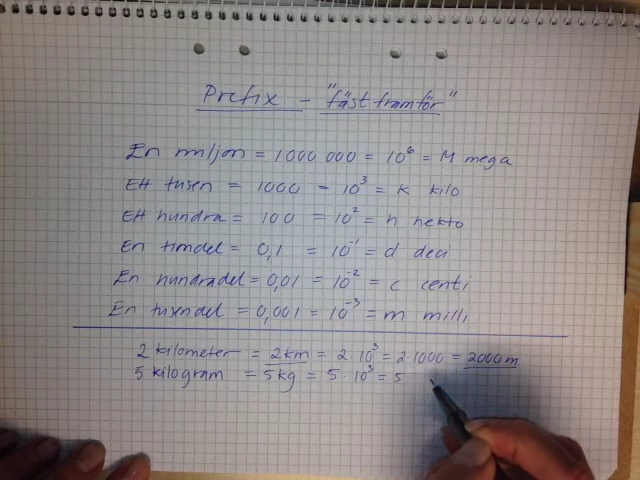 Prefix - "fäst framför"
En miljon = 1000 000 = 10⁶ = M mega
Ett tusen = 1000 = 10³ = k kilo
Ett hundra = 100 = 10² = h hekto
En tiondel = 0,1 = 10⁻¹ = d deci
En hundradel = 0,01 = 10⁻² = c centi
En tusendel = 0,001 = 10⁻³ = m milli
2 kilometer = 2 km = 2 · 10³ = 2 · 1000 = 2000 m
5 kilogram = 5 kg = 5 · 10³ = 5